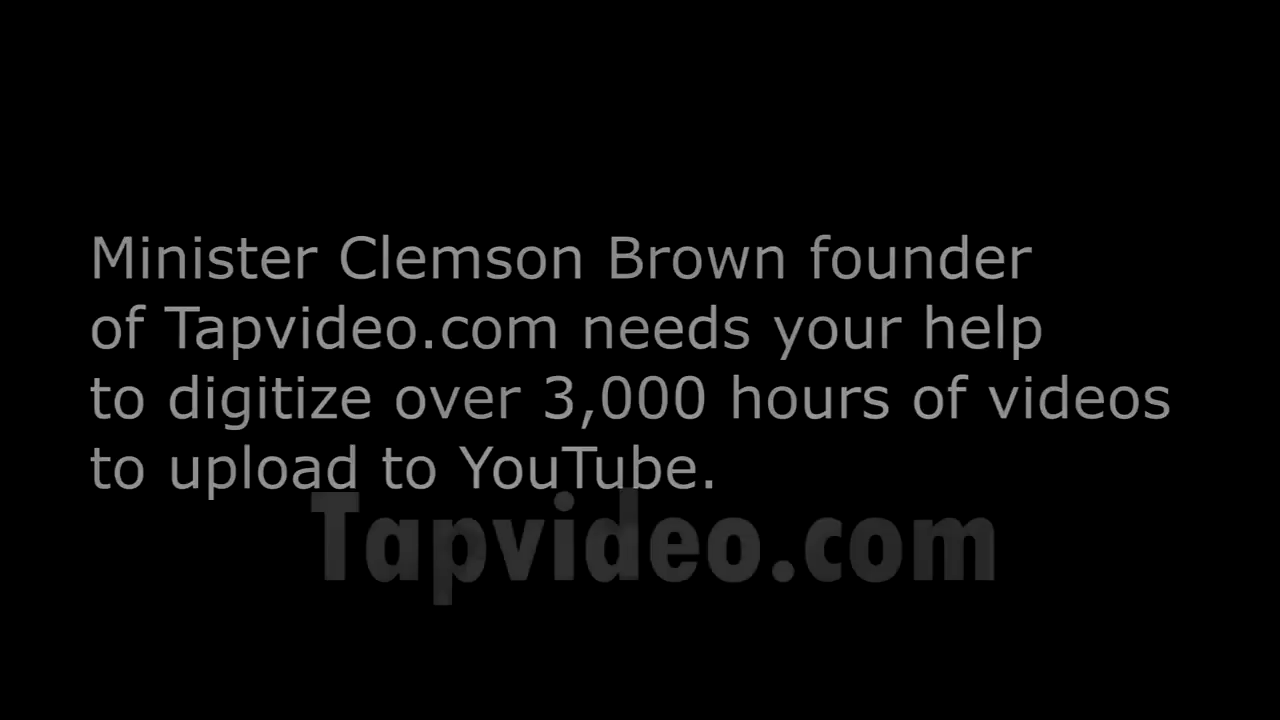 Minister Clemson Brown founder
of Tapvideo.com needs your help
to digitize over 3,000 hours of videos
to upload to YouTube.
Tapvideo.com